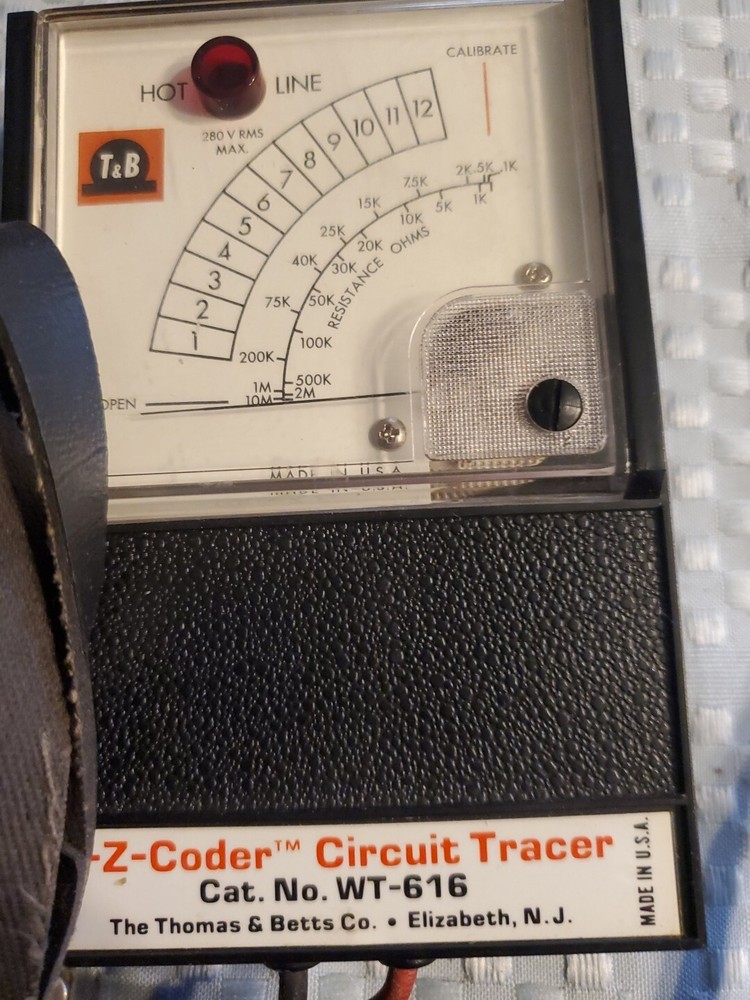 CALIBRATE
HOT LINE
280 V RMS
MAX.
T&B
1 2 3 4 5 6 7 8 9 10 11 12
200K 75K 40K 25K 15K 7.5K 2K .5K .1K
1M 500K 100K 50K 30K 20K 10K 5K 1K
10M 2M
RESISTANCE OHMS
OPEN
MADE IN U.S.A.
-Z-Coder™ Circuit Tracer
Cat. No. WT-616
The Thomas & Betts Co. • Elizabeth, N.J.
MADE IN U.S.A.